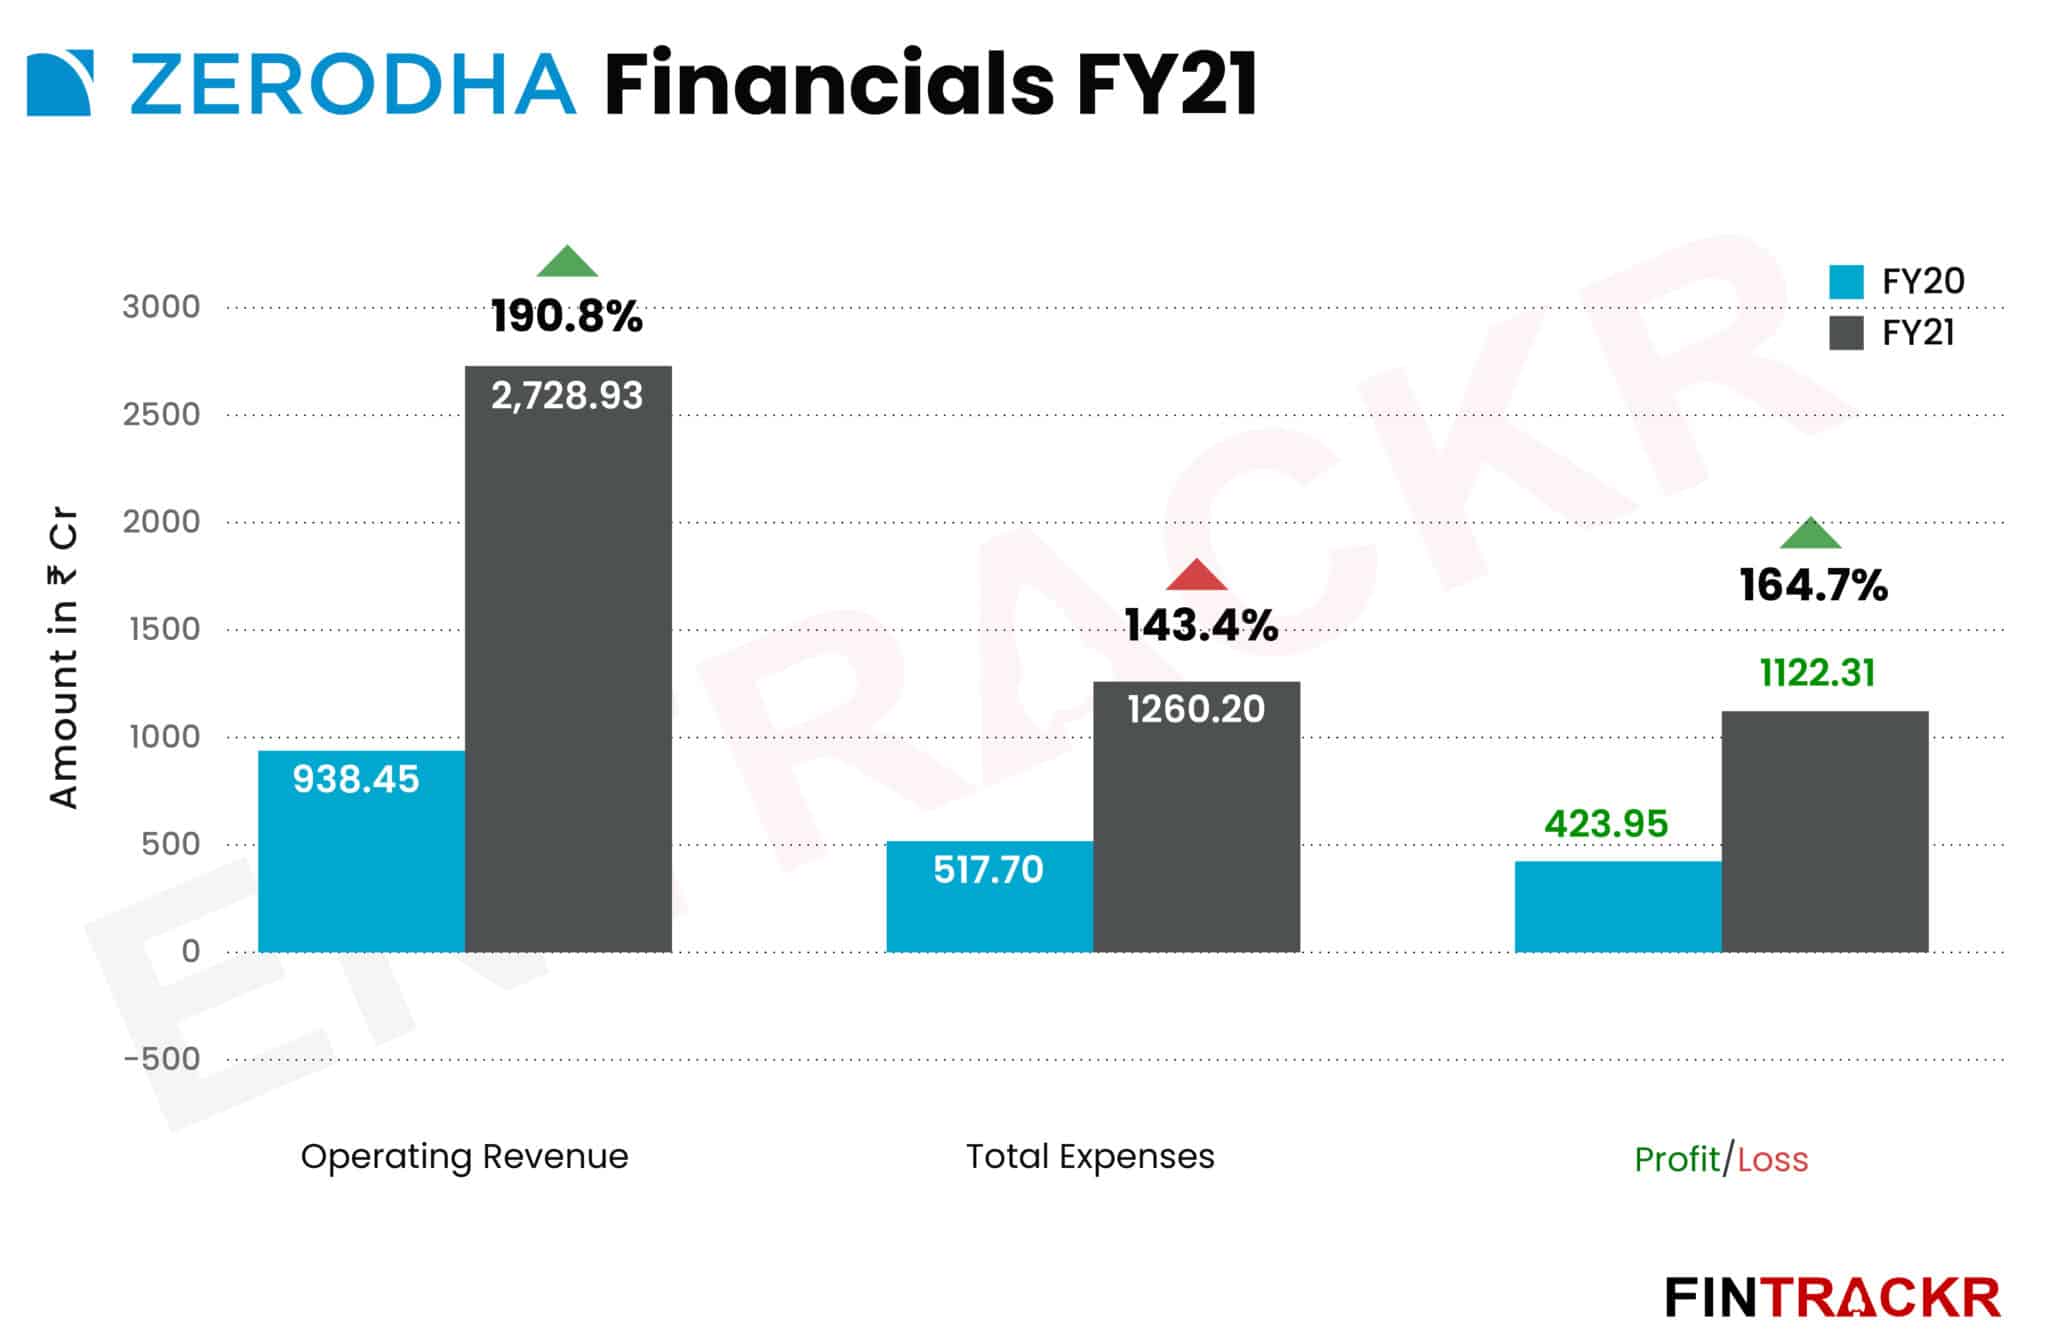 ZERODHA Financials FY21
FY20
FY21
Amount in ₹ Cr
3000
2500
2000
1500
1000
500
0
-500
190.8%
2,728.93
938.45
143.4%
1260.20
517.70
164.7%
1122.31
423.95
Operating Revenue
Total Expenses
Profit/Loss
ENTRACKR
FINTRACKR